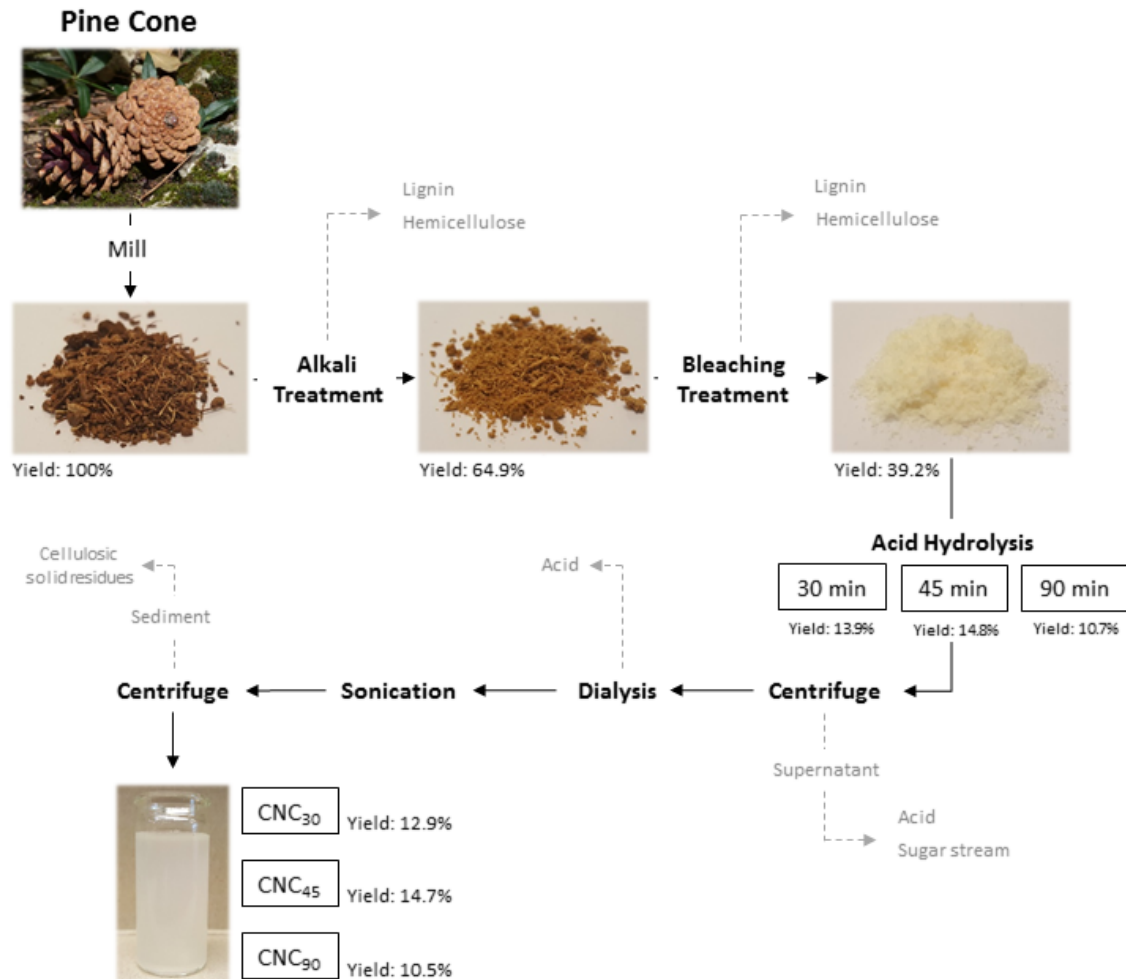 Pine Cone
Mill
Lignin
Hemicellulose
Lignin
Hemicellulose
Alkali
Treatment
Bleaching
Treatment
Yield: 100%
Yield: 64.9%
Yield: 39.2%
Acid Hydrolysis
30 min
45 min
90 min
Yield: 13.9%
Yield: 14.8%
Yield: 10.7%
Cellulosic
solid residues
Sediment
Acid
Centrifuge
Sonication
Dialysis
Centrifuge
Supernatant
Acid
Sugar stream
CNC₃₀
Yield: 12.9%
CNC₄₅
Yield: 14.7%
CNC₉₀
Yield: 10.5%